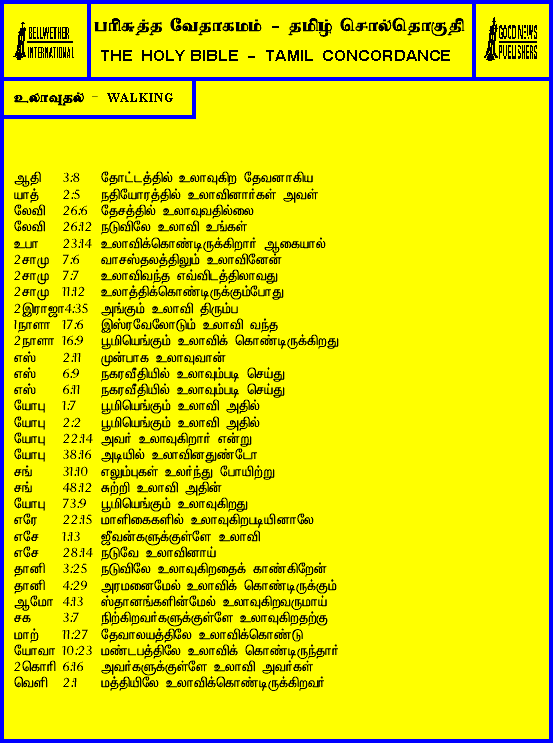 BELLWETHER
INTERNATIONAL
பரிசுத்த வேதாகமம் – தமிழ் சொல்தொகுதி
THE HOLY BIBLE – TAMIL CONCORDANCE
GOOD NEWS
PUBLISHERS
உலாவுதல் – WALKING
ஆதி 3:8 தோட்டத்தில் உலாவுகிற தேவனாகிய
யாத் 2:5 நதியோரத்தில் உலாவினார்கள் அவள்
லேவி 26:6 தேசத்தில் உலாவுவதில்லை
லேவி 26:12 நடுவிலே உலாவி உங்கள்
உபா 23:14 உலாவிக்கொண்டிருக்கிறார் ஆகையால்
2சாமு 7:6 வாசஸ்தலத்திலும் உலாவினேன்
2சாமு 7:7 உலாவிவந்த எவ்விடத்திலாவது
2சாமு 11:12 உலாத்திக்கொண்டிருக்கும்போது
2இராஜா4:35 அங்கும் உலாவி திரும்ப
1நாளா 17:6 இஸ்ரவேலோடும் உலாவி வந்த
2நாளா 16:9 பூமியெங்கும் உலாவிக் கொண்டிருக்கிறது
எஸ் 2:11 முன்பாக உலாவுவான்
எஸ் 6:9 நகரவீதியில் உலாவும்படி செய்து
எஸ் 6:11 நகரவீதியில் உலாவும்படி செய்து
யோபு 1:7 பூமியெங்கும் உலாவி அதில்
யோபு 2:2 பூமியெங்கும் உலாவி அதில்
யோபு 22:14 அவர் உலாவுகிறார் என்று
யோபு 38:16 அடியில் உலாவினதுண்டோ
சங் 31:10 எலும்புகள் உலர்ந்து போயிற்று
சங் 48:12 சுற்றி உலாவி அதின்
யோபு 73:9 பூமியெங்கும் உலாவுகிறது
எரே 22:15 மாளிகைகளில் உலாவுகிறபடியினாலே
எசே 1:13 ஜீவன்களுக்குள்ளே உலாவி
எசே 28:14 நடுவே உலாவினாய்
தானி 3:25 நடுவிலே உலாவுகிறதைக் காண்கிறேன்
தானி 4:29 அரமனைமேல் உலாவிக் கொண்டிருக்கும்
ஆமோ 4:13 ஸ்தானங்களின்மேல் உலாவுகிறவருமாய்
சக 3:7 நிற்கிறவர்களுக்குள்ளே உலாவுகிறதற்கு
மாற் 11:27 தேவாலயத்திலே உலாவிக்கொண்டு
யோவா 10:23 மண்டபத்திலே உலாவிக் கொண்டிருந்தார்
2கொரி 6:16 அவர்களுக்குள்ளே உலாவி அவர்கள்
வெளி 2:1 மத்தியிலே உலாவிக்கொண்டிருக்கிறவர்